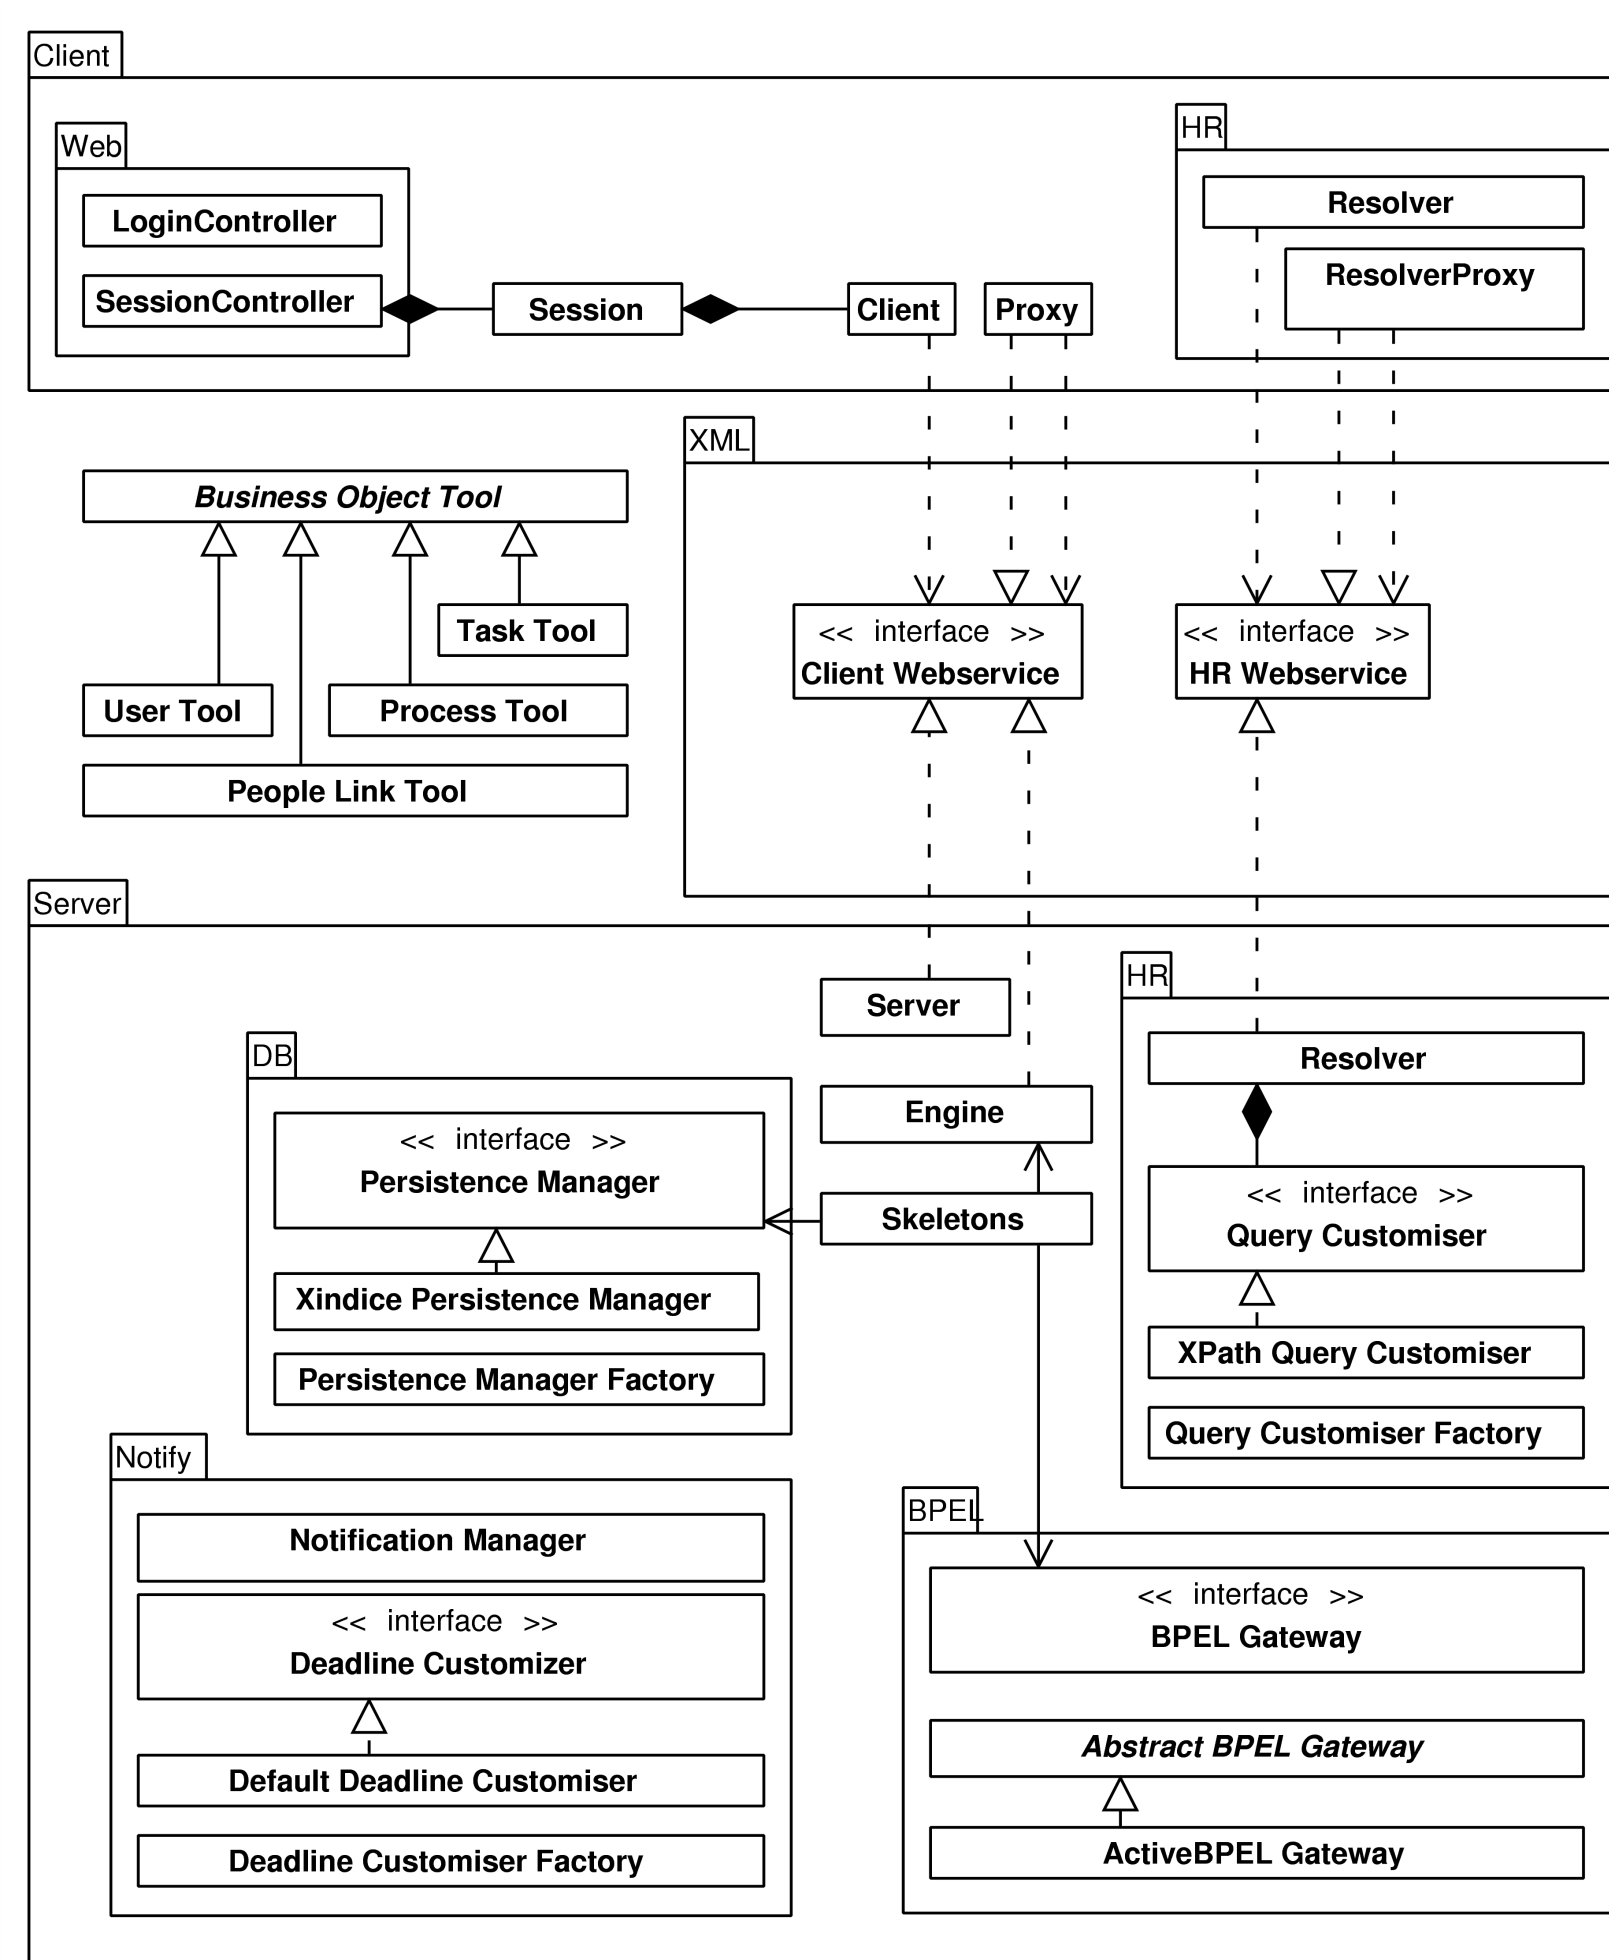 Client
Web
LoginController
SessionController
Session
Client
Proxy
HR
Resolver
ResolverProxy
XML
Business Object Tool
Task Tool
User Tool
Process Tool
People Link Tool
<< interface >>
Client Webservice
<< interface >>
HR Webservice
Server
Server
Engine
Skeletons
DB
<< interface >>
Persistence Manager
Xindice Persistence Manager
Persistence Manager Factory
HR
Resolver
<< interface >>
Query Customiser
XPath Query Customiser
Query Customiser Factory
Notify
Notification Manager
<< interface >>
Deadline Customizer
Default Deadline Customiser
Deadline Customiser Factory
BPEL
<< interface >>
BPEL Gateway
Abstract BPEL Gateway
ActiveBPEL Gateway